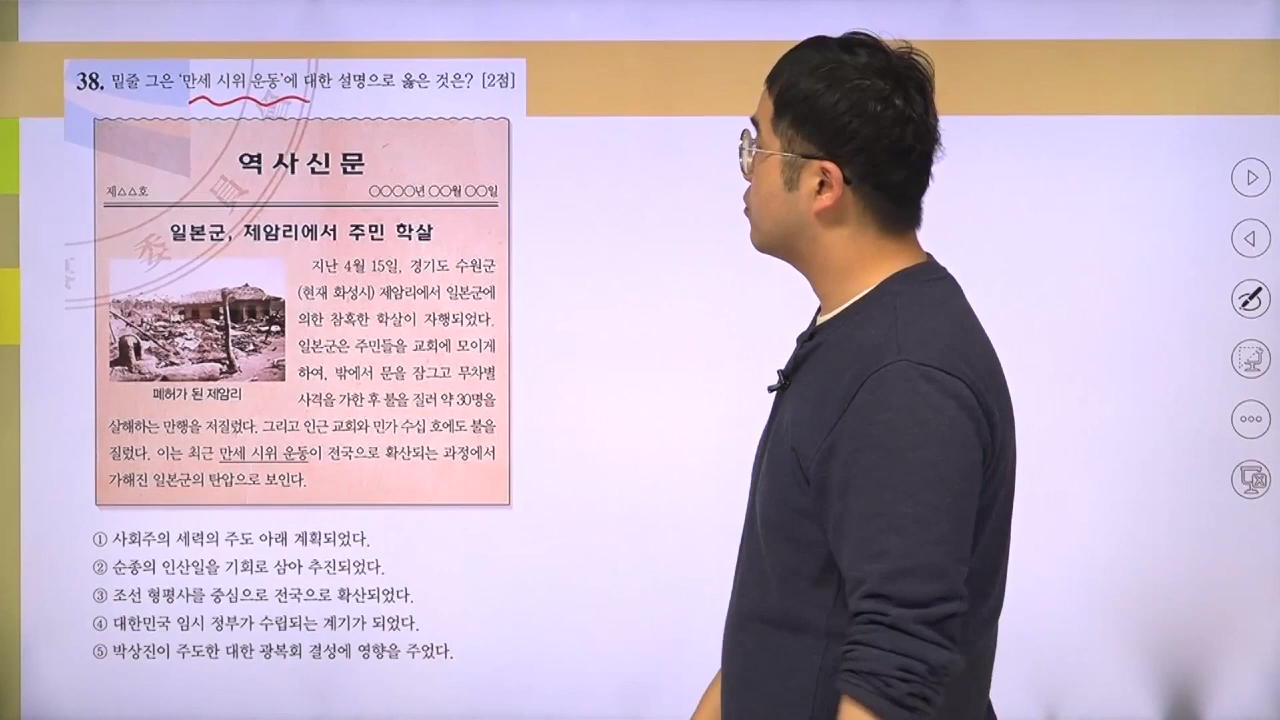 38. 밑줄 그은 '만세 시위 운동'에 대한 설명으로 옳은 것은? [2점]
역사신문
제△△호 ○○○○년 ○○월 ○○일
일본군, 제암리에서 주민 학살
지난 4월 15일, 경기도 수원군
(현재 화성시) 제암리에서 일본군에
의한 참혹한 학살이 자행되었다.
일본군은 주민들을 교회에 모이게
하여, 밖에서 문을 잠그고 무차별
사격을 가한 후 불을 질러 약 30명을
폐허가 된 제암리
살해하는 만행을 저질렀다. 그리고 인근 교회와 민가 수십 호에도 불을
질렀다. 이는 최근 만세 시위 운동이 전국으로 확산되는 과정에서
가해진 일본군의 탄압으로 보인다.
① 사회주의 세력의 주도 아래 계획되었다.
② 순종의 인산일을 기회로 삼아 추진되었다.
③ 조선 형평사를 중심으로 전국으로 확산되었다.
④ 대한민국 임시 정부가 수립되는 계기가 되었다.
⑤ 박상진이 주도한 대한 광복회 결성에 영향을 주었다.
委
員